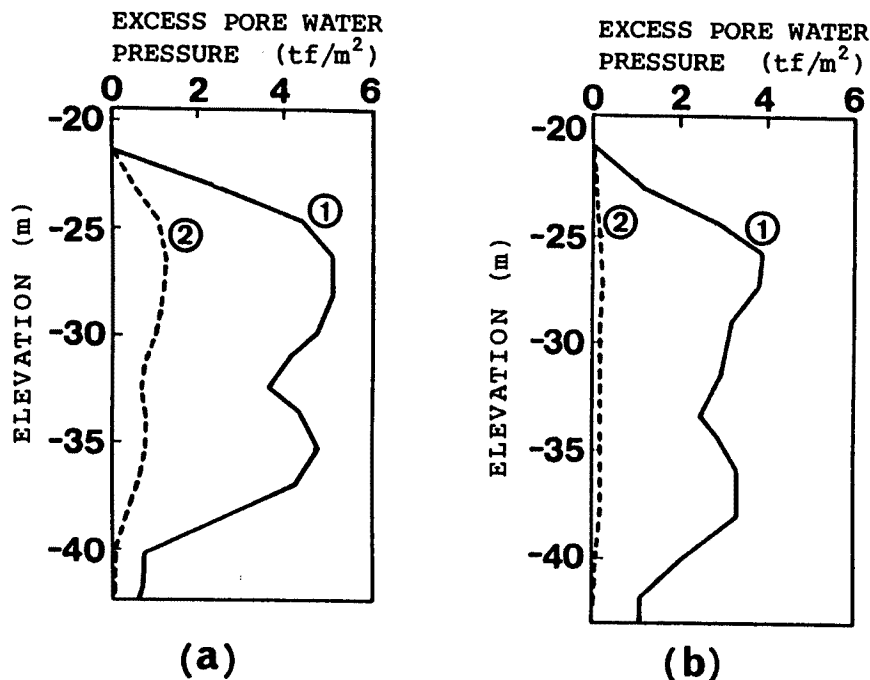 EXCESS PORE WATER
PRESSURE (tf/m²)
0 2 4 6
-20
-25
-30
-35
-40
ELEVATION (m)
①
②
(a)
EXCESS PORE WATER
PRESSURE (tf/m²)
0 2 4 6
-20
-25
-30
-35
-40
ELEVATION (m)
②
①
(b)